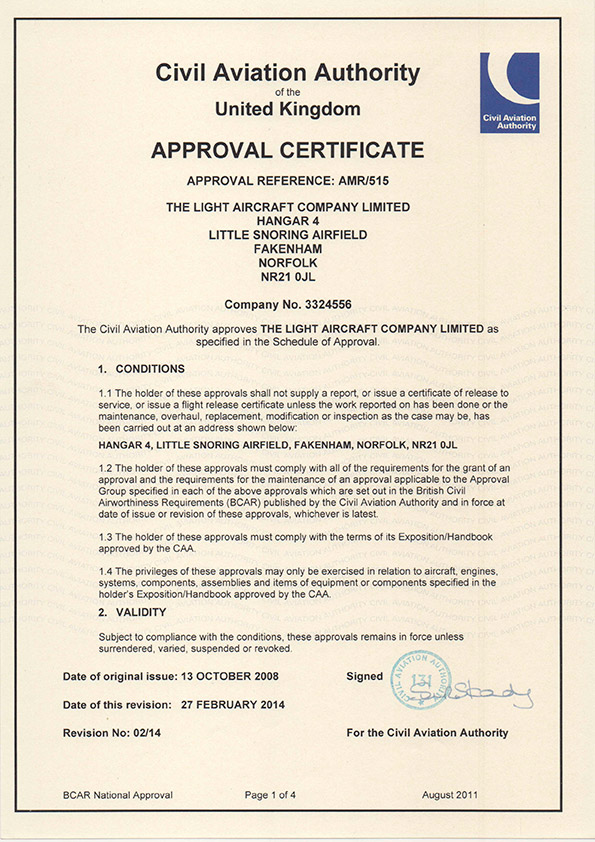 Civil Aviation Authority
of the
United Kingdom
Civil Aviation
Authority
APPROVAL CERTIFICATE
APPROVAL REFERENCE: AMR/515
THE LIGHT AIRCRAFT COMPANY LIMITED
HANGAR 4
LITTLE SNORING AIRFIELD
FAKENHAM
NORFOLK
NR21 0JL
Company No. 3324556
The Civil Aviation Authority approves THE LIGHT AIRCRAFT COMPANY LIMITED as
specified in the Schedule of Approval.
1. CONDITIONS
1.1 The holder of these approvals shall not supply a report, or issue a certificate of release to
service, or issue a flight release certificate unless the work reported on has been done or the
maintenance, overhaul, replacement, modification or inspection as the case may be, has
been carried out at an address shown below:
HANGAR 4, LITTLE SNORING AIRFIELD, FAKENHAM, NORFOLK, NR21 0JL
1.2 The holder of these approvals must comply with all of the requirements for the grant of an
approval and the requirements for the maintenance of an approval applicable to the Approval
Group specified in each of the above approvals which are set out in the British Civil
Airworthiness Requirements (BCAR) published by the Civil Aviation Authority and in force at
date of issue or revision of these approvals, whichever is latest.
1.3 The holder of these approvals must comply with the terms of its Exposition/Handbook
approved by the CAA.
1.4 The privileges of these approvals may only be exercised in relation to aircraft, engines,
systems, components, assemblies and items of equipment or components specified in the
holder's Exposition/Handbook approved by the CAA.
2. VALIDITY
Subject to compliance with the conditions, these approvals remains in force unless
surrendered, varied, suspended or revoked.
Date of original issue: 13 OCTOBER 2008
Signed
CIVIL AVIATION AUTHORITY
131
Date of this revision: 27 FEBRUARY 2014
Revision No: 02/14
For the Civil Aviation Authority
BCAR National Approval
Page 1 of 4
August 2011